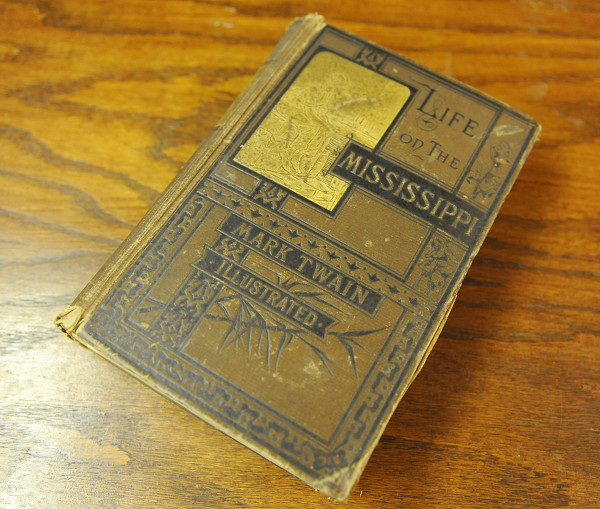 LIFE
ON THE
MISSISSIPPI
MARK TWAIN
ILLUSTRATED